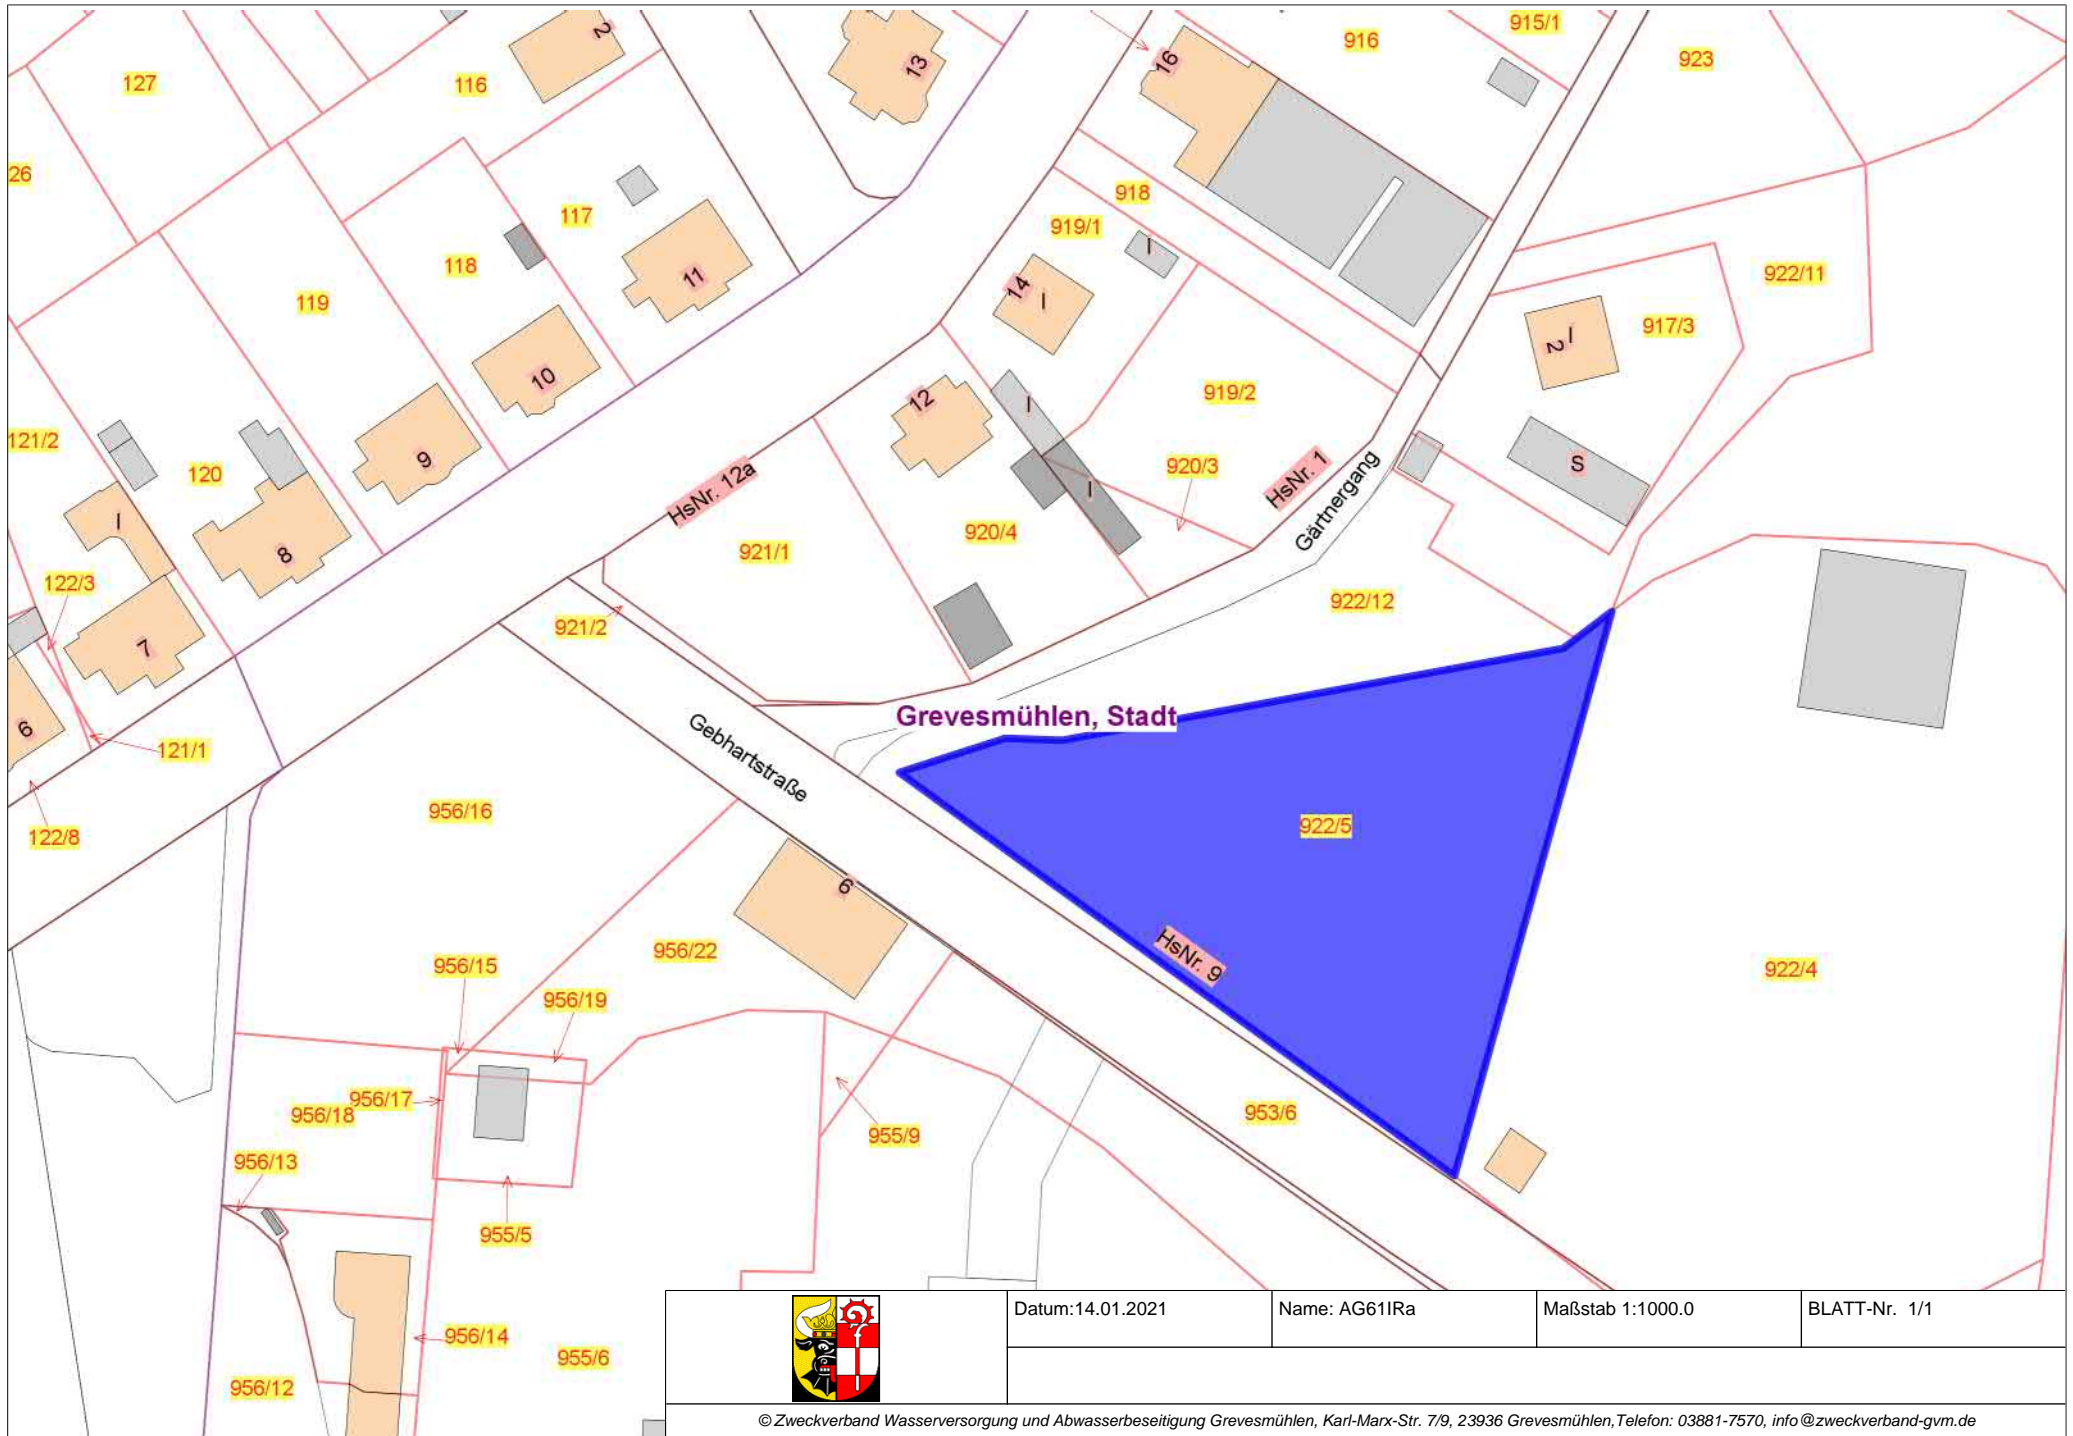 915/1
916
923
127
116
2
13
16
26
918
117
919/1
I
118
11
922/11
14
I
119
917/3
2
I
10
919/2
12
I
121/2
9
920/3
S
120
HsNr. 12a
HsNr. 1
I
Gärtnergang
I
920/4
921/1
8
122/3
922/12
921/2
7
Grevesmühlen, Stadt
6
121/1
Gebhartstraße
956/16
922/5
122/8
6
956/22
HsNr. 9
956/15
922/4
956/19
956/17
956/18
953/6
955/9
956/13
955/5
956/14
955/6
956/12
Datum:14.01.2021
Name: AG61IRa
Maßstab 1:1000.0
BLATT-Nr. 1/1
© Zweckverband Wasserversorgung und Abwasserbeseitigung Grevesmühlen, Karl-Marx-Str. 7/9, 23936 Grevesmühlen,Telefon: 03881-7570, info@zweckverband-gvm.de